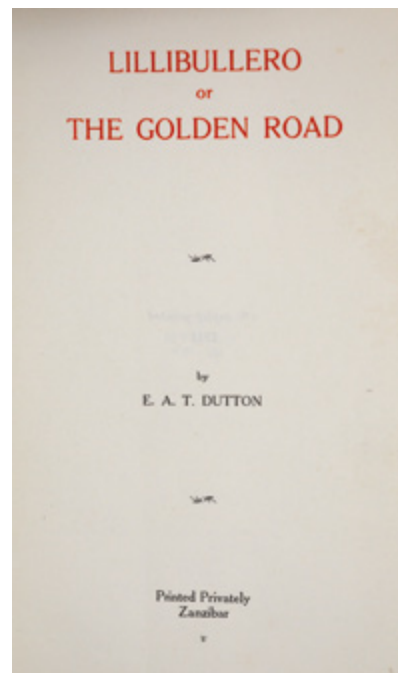 LILLIBULLERO
or
THE GOLDEN ROAD
by
E. A. T. DUTTON
Printed Privately
Zanzibar